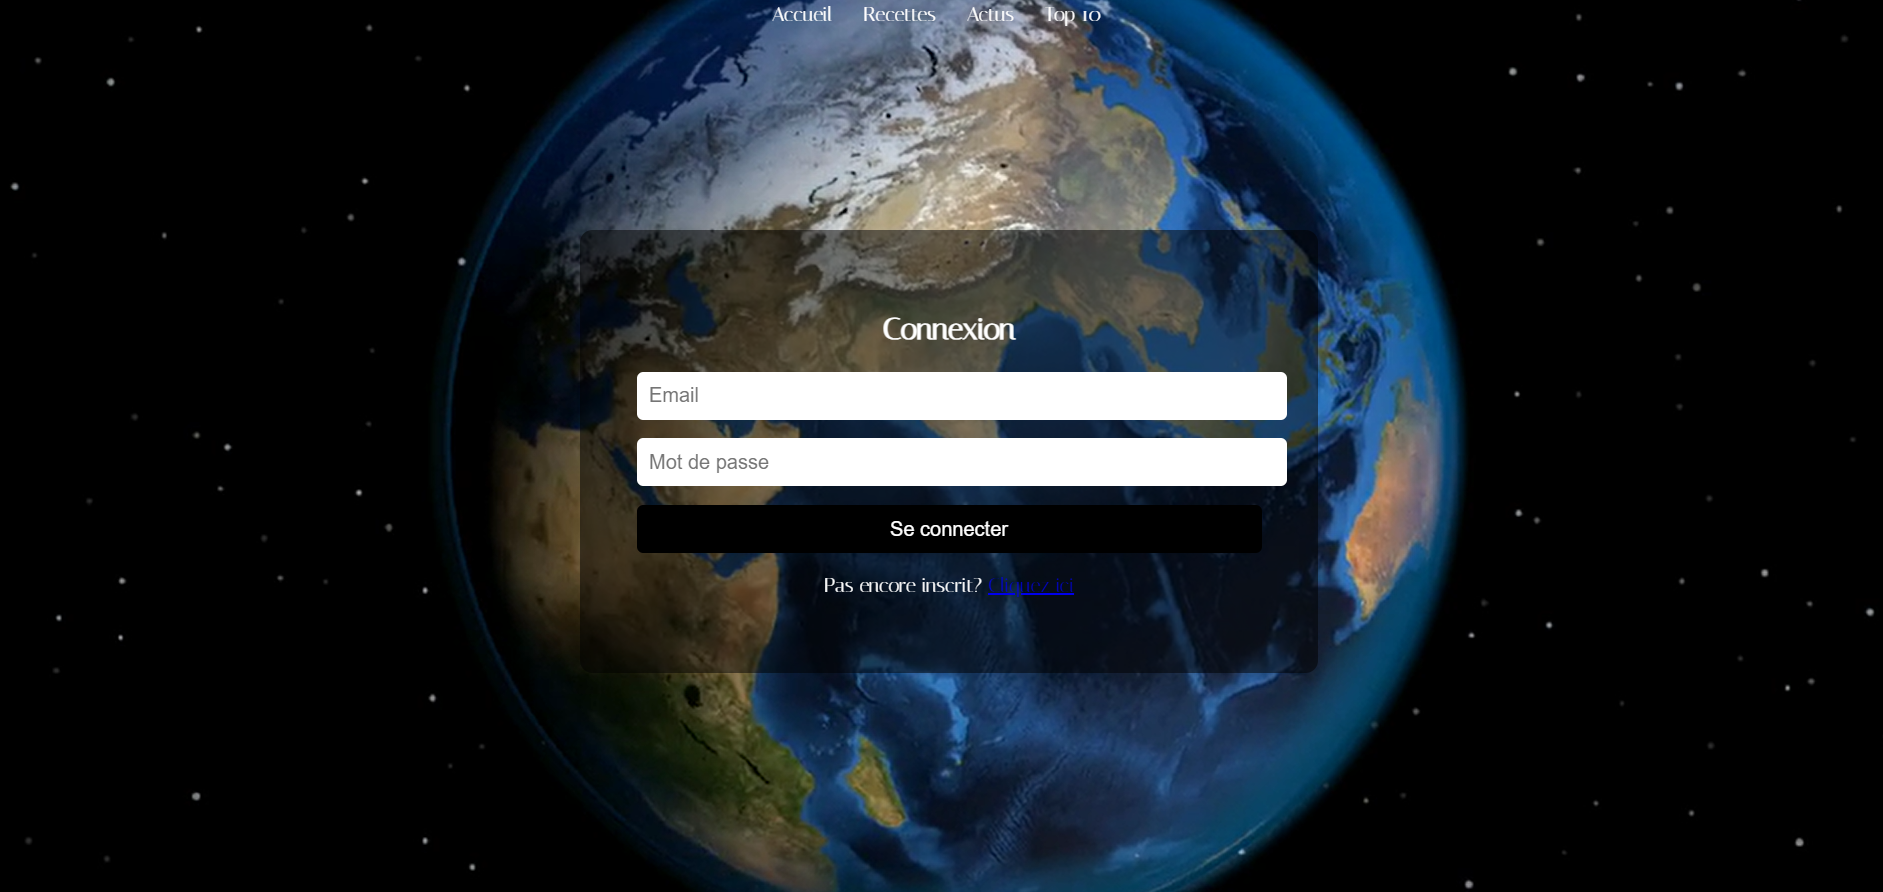 Accueil Recettes Actus Top 10
Connexion
Email
Mot de passe
Se connecter
Pas encore inscrit? Cliquez ici